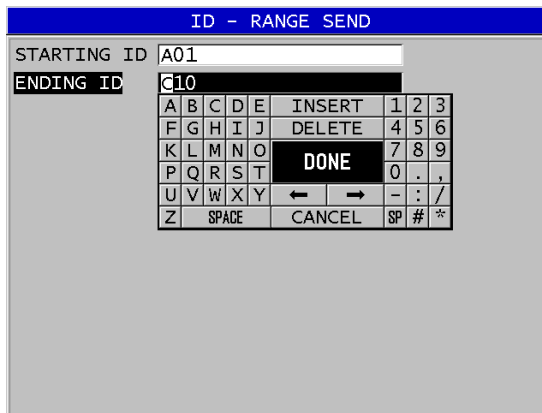 ID - RANGE SEND
STARTING ID A01
ENDING ID C10
A B C D E INSERT 1 2 3
F G H I J DELETE 4 5 6
K L M N O DONE 7 8 9
P Q R S T 0 . ,
U V W X Y ← → - : /
Z SPACE CANCEL SP # *